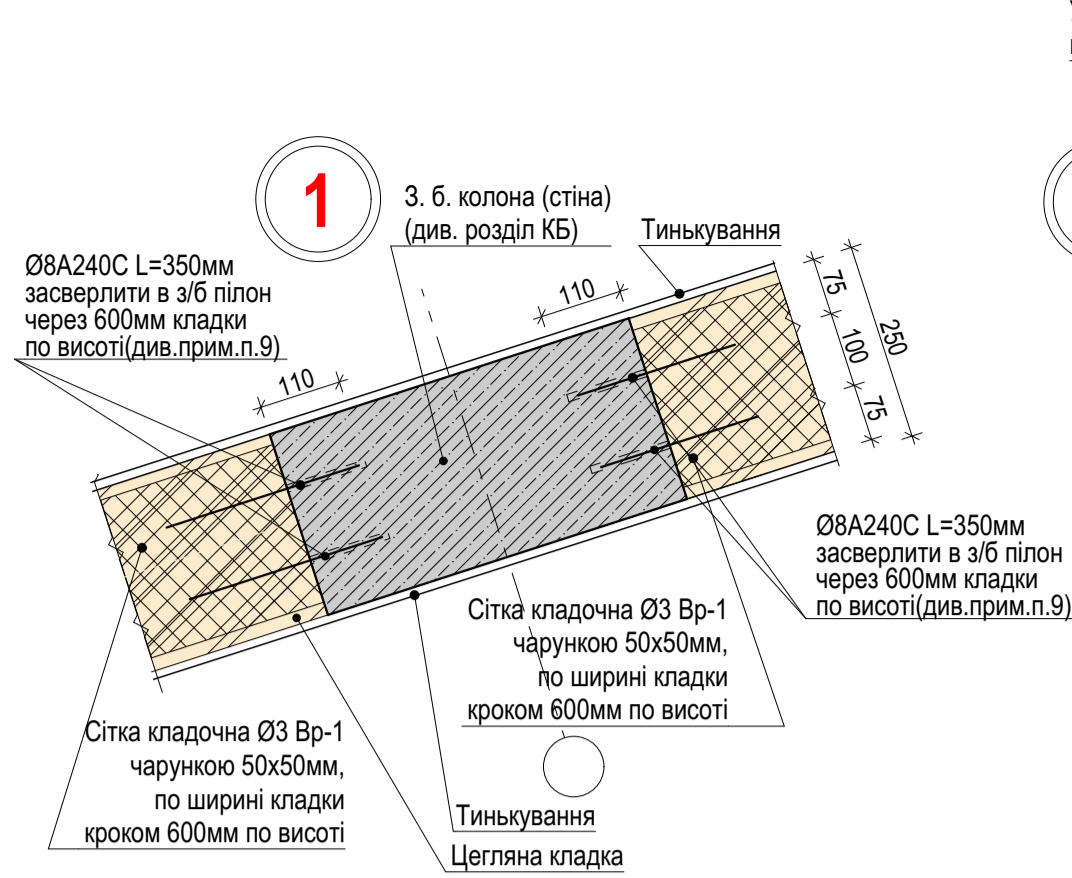 1
З. б. колона (стіна)
(див. розділ КБ)
Тинькування
Ø8А240С L=350мм
засверлити в з/б пілон
через 600мм кладки
по висоті(див.прим.п.9)
110
110
75
100
75
250
Ø8А240С L=350мм
засверлити в з/б пілон
через 600мм кладки
по висоті(див.прим.п.9)
Сітка кладочна Ø3 Вр-1
чарункою 50х50мм,
по ширині кладки
кроком 600мм по висоті
Сітка кладочна Ø3 Вр-1
чарункою 50х50мм,
по ширині кладки
кроком 600мм по висоті
Тинькування
Цегляна кладка